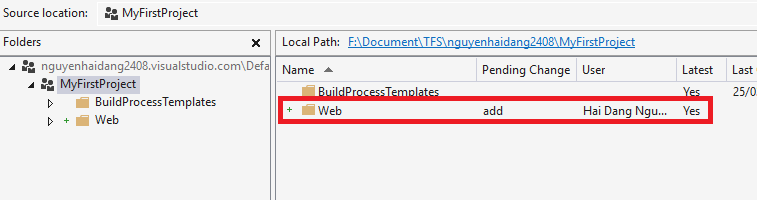 Source location: MyFirstProject
Folders
nguyenhaidang2408.visualstudio.com\Defa
MyFirstProject
BuildProcessTemplates
Web
Local Path: F:\Document\TFS\nguyenhaidang2408\MyFirstProject
Name Pending Change User Latest Last
BuildProcessTemplates Yes 25/0
Web add Hai Dang Ngu... Yes